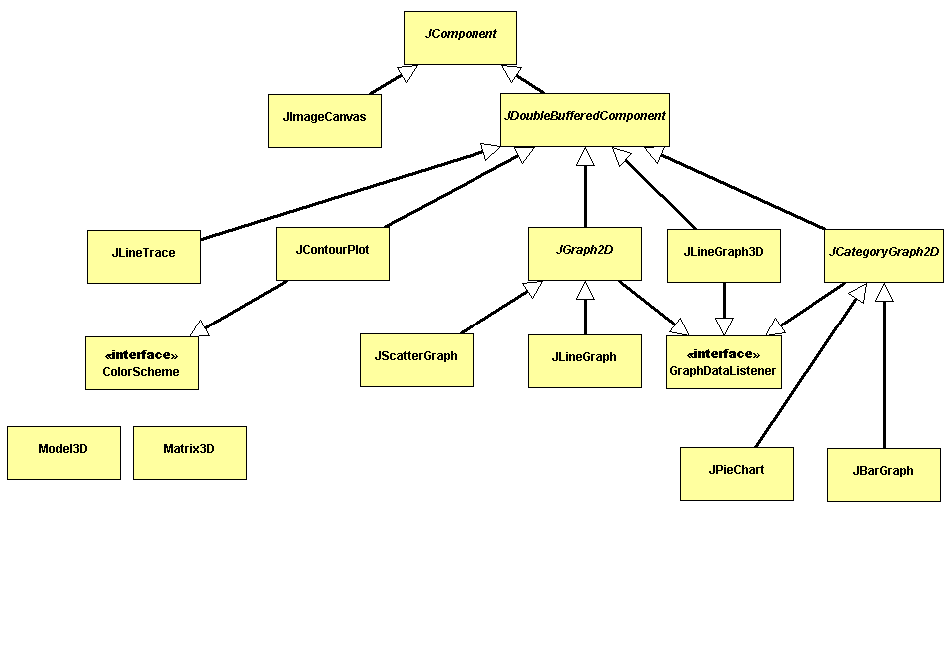 JComponent
JImageCanvas
JDoubleBufferedComponent
JLineTrace
JContourPlot
JGraph2D
JLineGraph3D
JCategoryGraph2D
«interface»
ColorScheme
JScatterGraph
JLineGraph
«interface»
GraphDataListener
Model3D
Matrix3D
JPieChart
JBarGraph